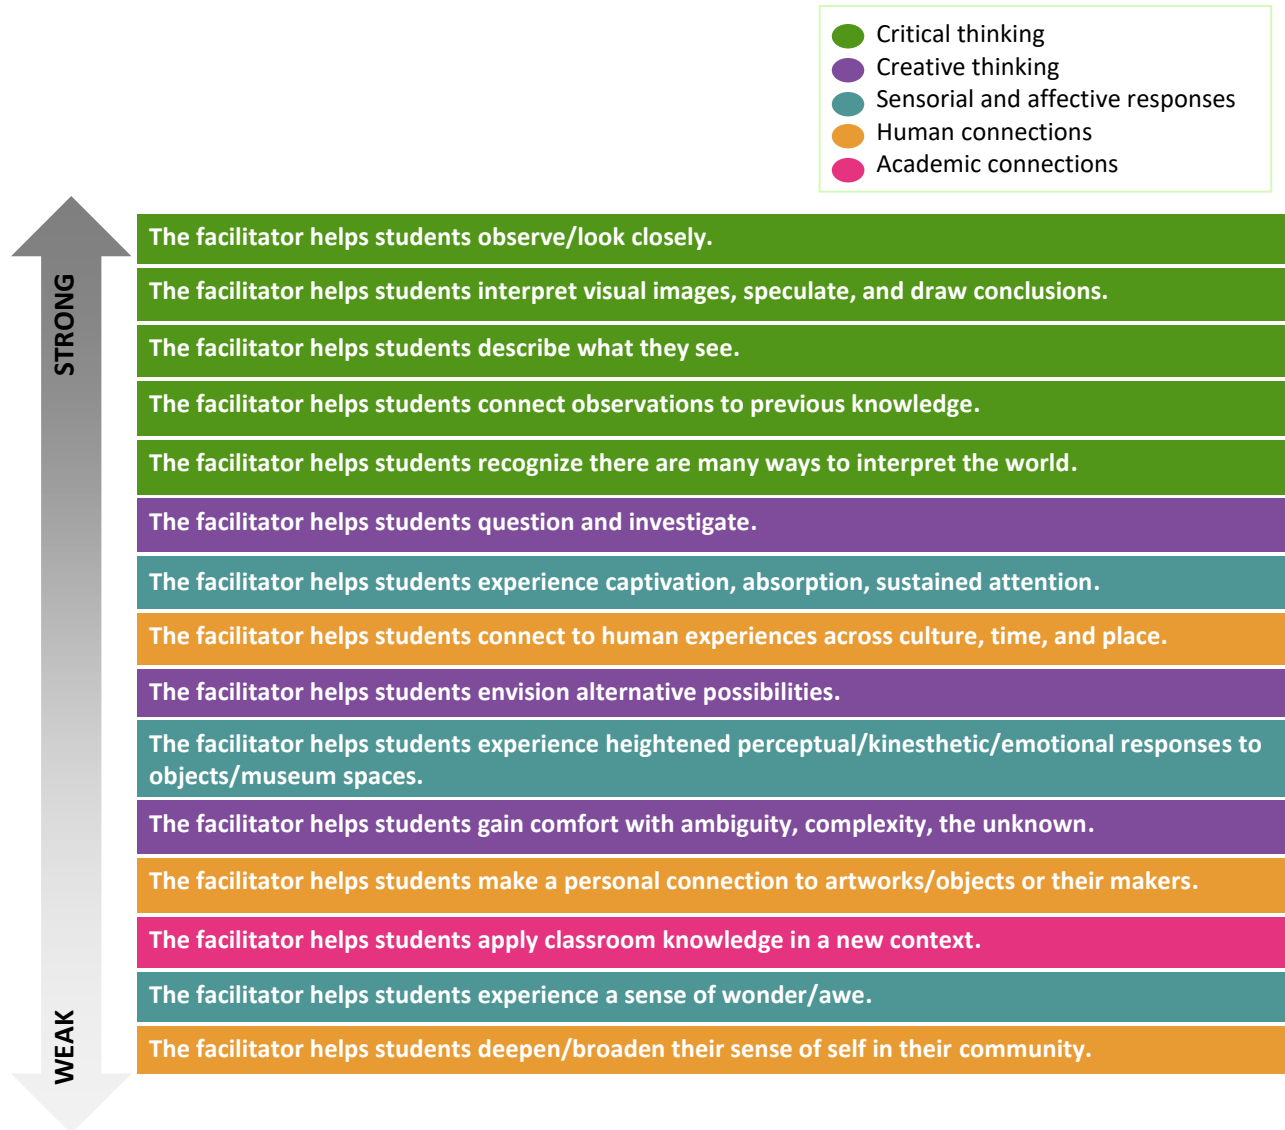 Critical thinking
Creative thinking
Sensorial and affective responses
Human connections
Academic connections
STRONG
The facilitator helps students observe/look closely.
The facilitator helps students interpret visual images, speculate, and draw conclusions.
The facilitator helps students describe what they see.
The facilitator helps students connect observations to previous knowledge.
The facilitator helps students recognize there are many ways to interpret the world.
The facilitator helps students question and investigate.
The facilitator helps students experience captivation, absorption, sustained attention.
The facilitator helps students connect to human experiences across culture, time, and place.
The facilitator helps students envision alternative possibilities.
The facilitator helps students experience heightened perceptual/kinesthetic/emotional responses to
objects/museum spaces.
The facilitator helps students gain comfort with ambiguity, complexity, the unknown.
The facilitator helps students make a personal connection to artworks/objects or their makers.
The facilitator helps students apply classroom knowledge in a new context.
The facilitator helps students experience a sense of wonder/awe.
The facilitator helps students deepen/broaden their sense of self in their community.
WEAK